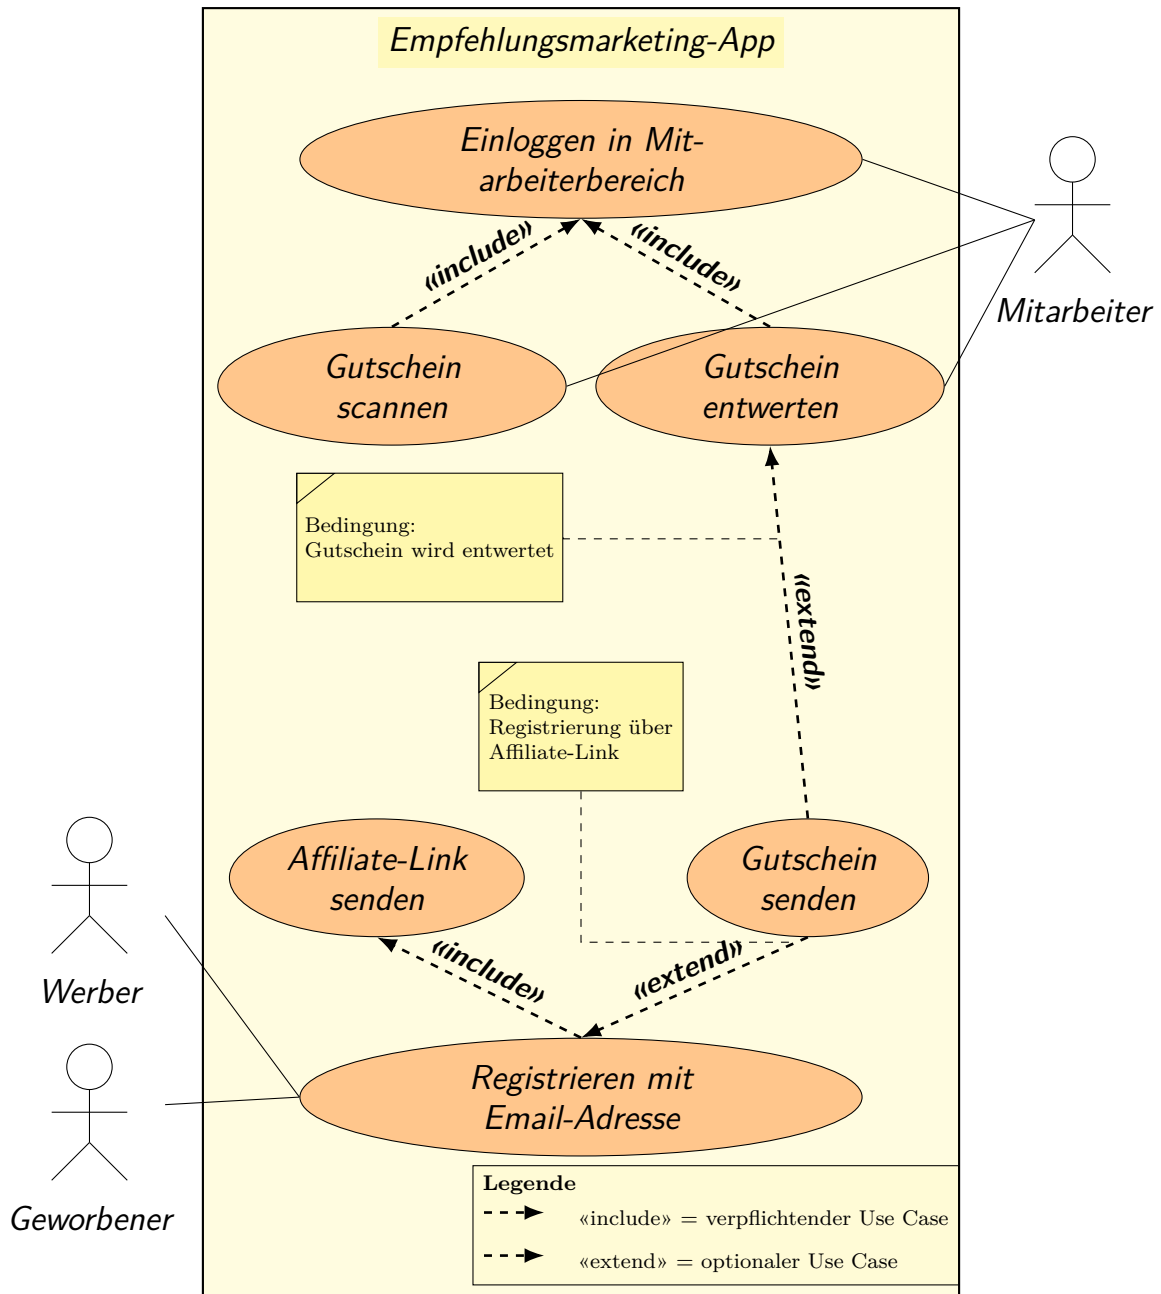 Empfehlungsmarketing-App
Einloggen in Mit-
arbeiterbereich
«include»
«include»
Mitarbeiter
Gutschein
scannen
Gutschein
entwerten
Bedingung:
Gutschein wird entwertet
«extend»
Bedingung:
Registrierung über
Affiliate-Link
Affiliate-Link
senden
Gutschein
senden
Werber
«include»
«extend»
Registrieren mit
Email-Adresse
Geworbener
Legende
«include» = verpflichtender Use Case
«extend» = optionaler Use Case